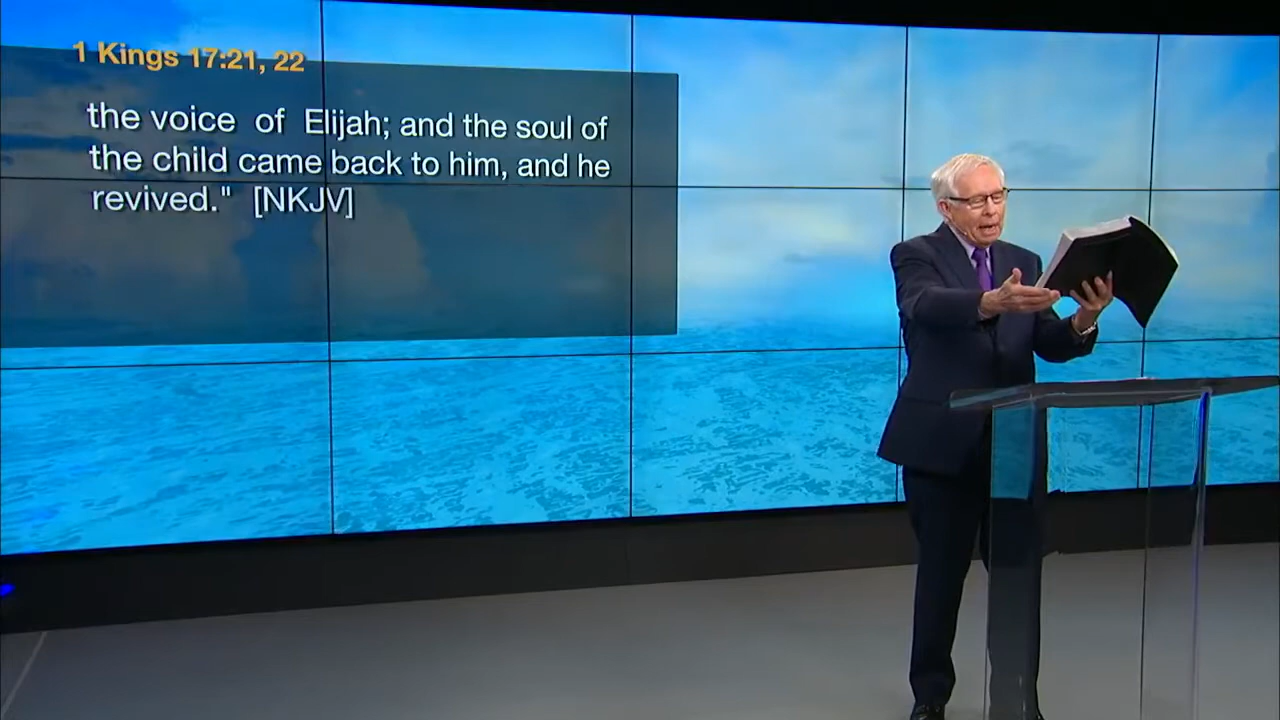 1 Kings 17:21, 22
the voice of Elijah; and the soul of
the child came back to him, and he
revived." [NKJV]